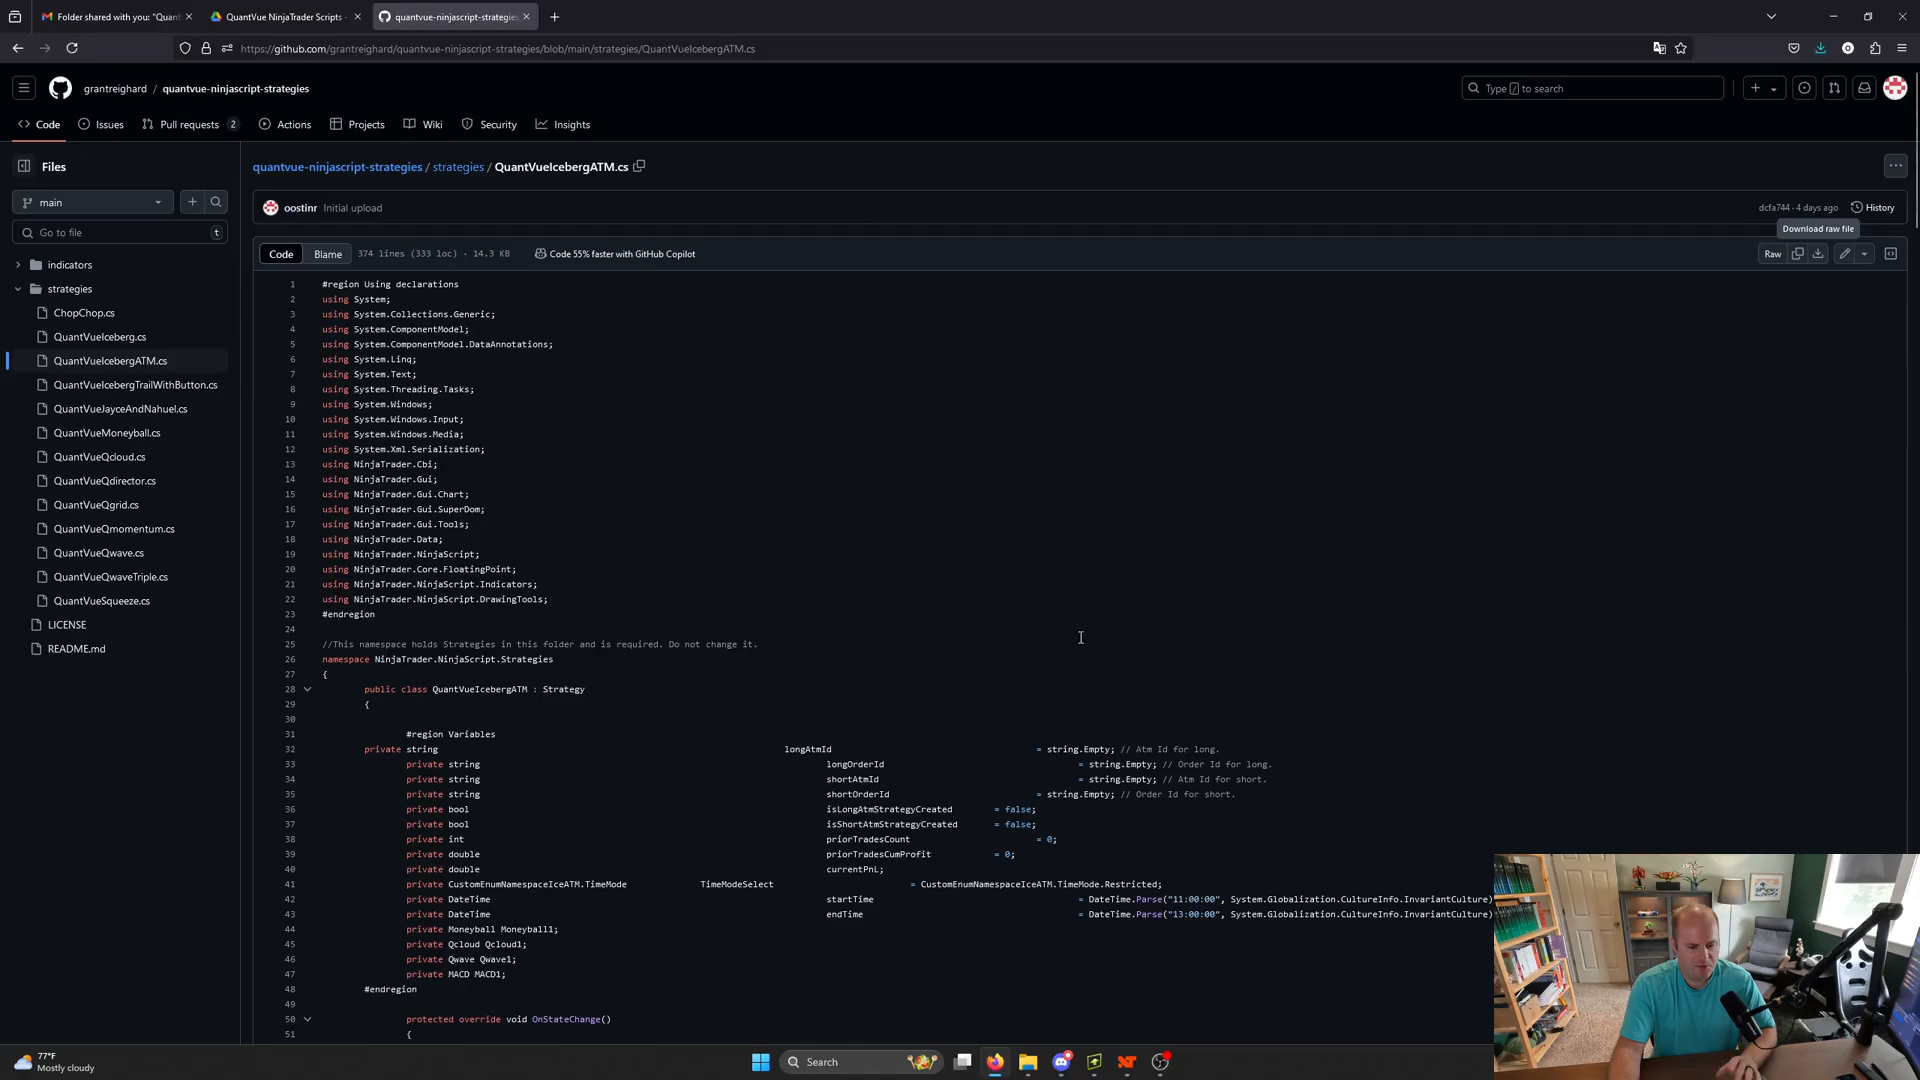 Folder shared with you: "Quant
QuantVue NinjaTrader Scripts -
quantvue-ninjascript-strategies
https://github.com/grantreighard/quantvue-ninjascript-strategies/blob/main/strategies/QuantVueIcebergATM.cs
grantreighard / quantvue-ninjascript-strategies
Type / to search
Code
Issues
Pull requests 2
Actions
Projects
Wiki
Security
Insights
Files
quantvue-ninjascript-strategies / strategies / QuantVueIcebergATM.cs
main
oostinr Initial upload
dcfa744 · 4 days ago
History
Go to file t
Download raw file
Code
Blame
374 lines (333 loc) · 14.3 KB
Code 55% faster with GitHub Copilot
Raw
indicators
strategies
ChopChop.cs
QuantVueIceberg.cs
QuantVueIcebergATM.cs
QuantVueIcebergTrailWithButton.cs
QuantVueJayceAndNahuel.cs
QuantVueMoneyball.cs
QuantVueQcloud.cs
QuantVueQdirector.cs
QuantVueQgrid.cs
QuantVueQmomentum.cs
QuantVueQwave.cs
QuantVueQwaveTriple.cs
QuantVueSqueeze.cs
LICENSE
README.md
1 #region Using declarations
2 using System;
3 using System.Collections.Generic;
4 using System.ComponentModel;
5 using System.ComponentModel.DataAnnotations;
6 using System.Linq;
7 using System.Text;
8 using System.Threading.Tasks;
9 using System.Windows;
10 using System.Windows.Input;
11 using System.Windows.Media;
12 using System.Xml.Serialization;
13 using NinjaTrader.Cbi;
14 using NinjaTrader.Gui;
15 using NinjaTrader.Gui.Chart;
16 using NinjaTrader.Gui.SuperDom;
17 using NinjaTrader.Gui.Tools;
18 using NinjaTrader.Data;
19 using NinjaTrader.NinjaScript;
20 using NinjaTrader.Core.FloatingPoint;
21 using NinjaTrader.NinjaScript.Indicators;
22 using NinjaTrader.NinjaScript.DrawingTools;
23 #endregion
24
25 //This namespace holds Strategies in this folder and is required. Do not change it.
26 namespace NinjaTrader.NinjaScript.Strategies
27 {
28 public class QuantVueIcebergATM : Strategy
29 {
30
31 #region Variables
32 private string longAtmId = string.Empty; // Atm Id for long.
33 private string longOrderId = string.Empty; // Order Id for long.
34 private string shortAtmId = string.Empty; // Atm Id for short.
35 private string shortOrderId = string.Empty; // Order Id for short.
36 private bool isLongAtmStrategyCreated = false;
37 private bool isShortAtmStrategyCreated = false;
38 private int priorTradesCount = 0;
39 private double priorTradesCumProfit = 0;
40 private double currentPnL;
41 private CustomEnumNamespaceIceATM.TimeMode TimeModeSelect = CustomEnumNamespaceIceATM.TimeMode.Restricted;
42 private DateTime startTime = DateTime.Parse("11:00:00", System.Globalization.CultureInfo.InvariantCulture)
43 private DateTime endTime = DateTime.Parse("13:00:00", System.Globalization.CultureInfo.InvariantCulture)
44 private Moneyball Moneyball1;
45 private Qcloud Qcloud1;
46 private Qwave Qwave1;
47 private MACD MACD1;
48 #endregion
49
50 protected override void OnStateChange()
51 {
77°F
Mostly cloudy
Search